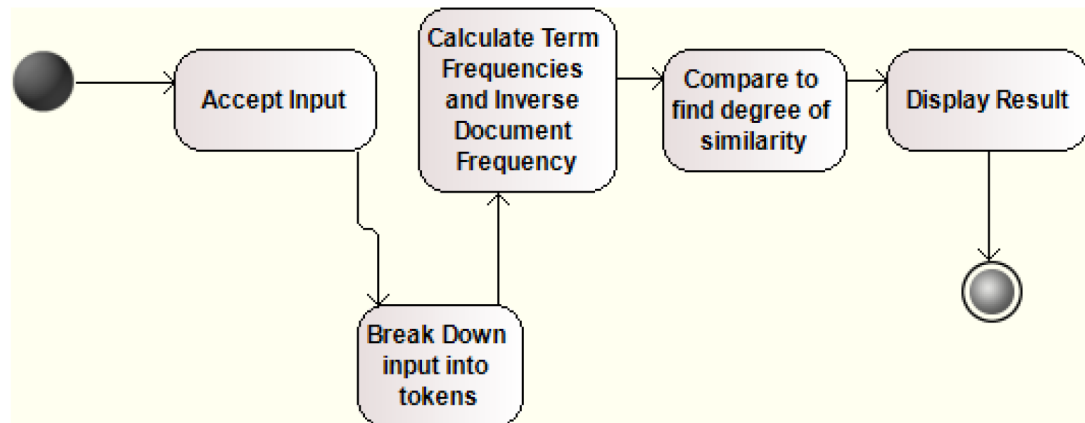 Accept Input
Break Down
input into
tokens
Calculate Term
Frequencies
and Inverse
Document
Frequency
Compare to
find degree of
similarity
Display Result